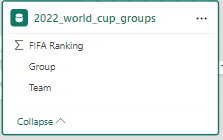 2022_world_cup_groups
Σ FIFA Ranking
Group
Team
Collapse